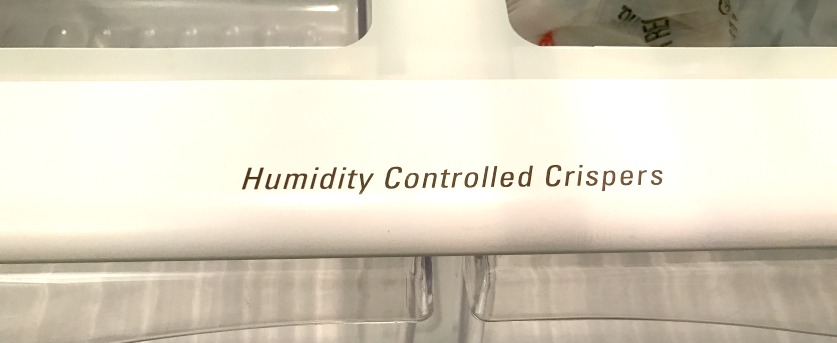 Humidity Controlled Crispers